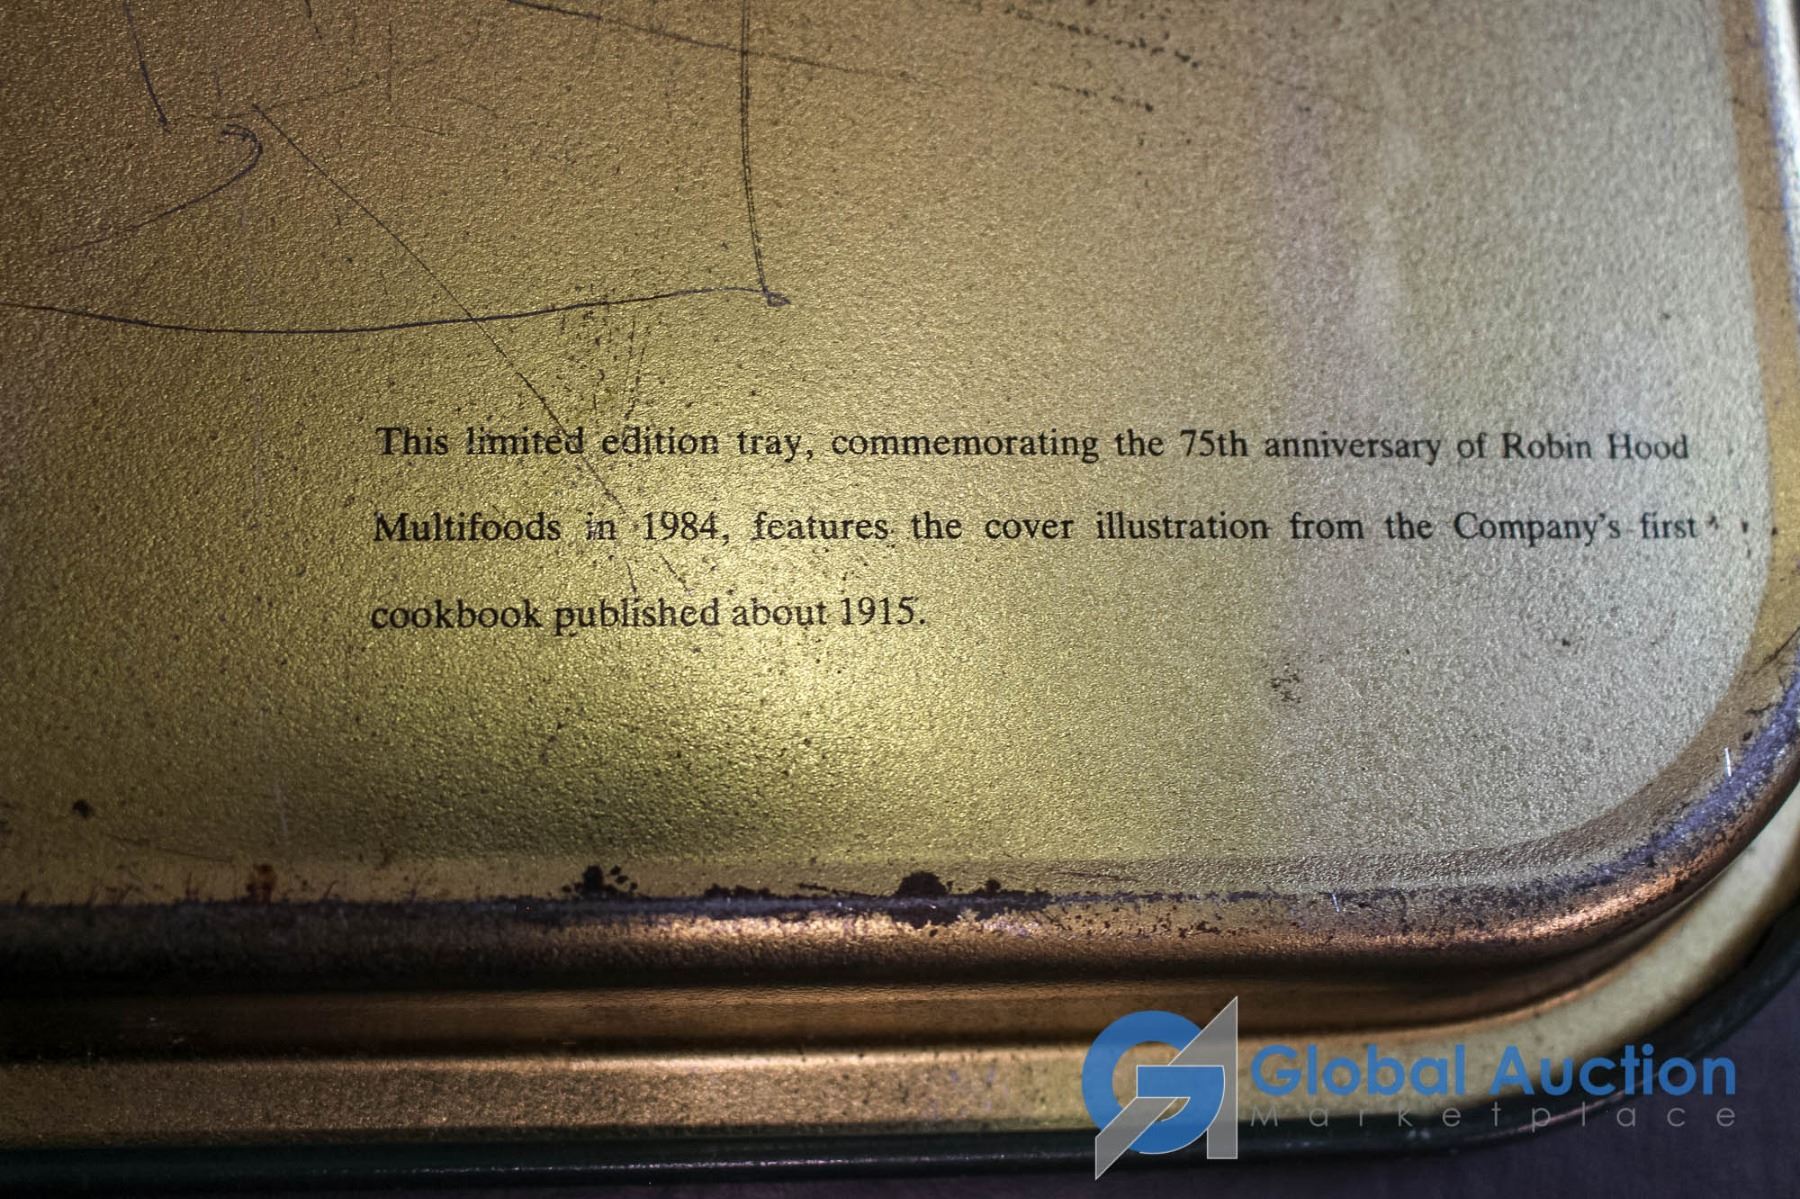 This limited edition tray, commemorating the 75th anniversary of Robin Hood
Multifoods in 1984, features the cover illustration from the Company's first
cookbook published about 1915.
Global Auction
Marketplace